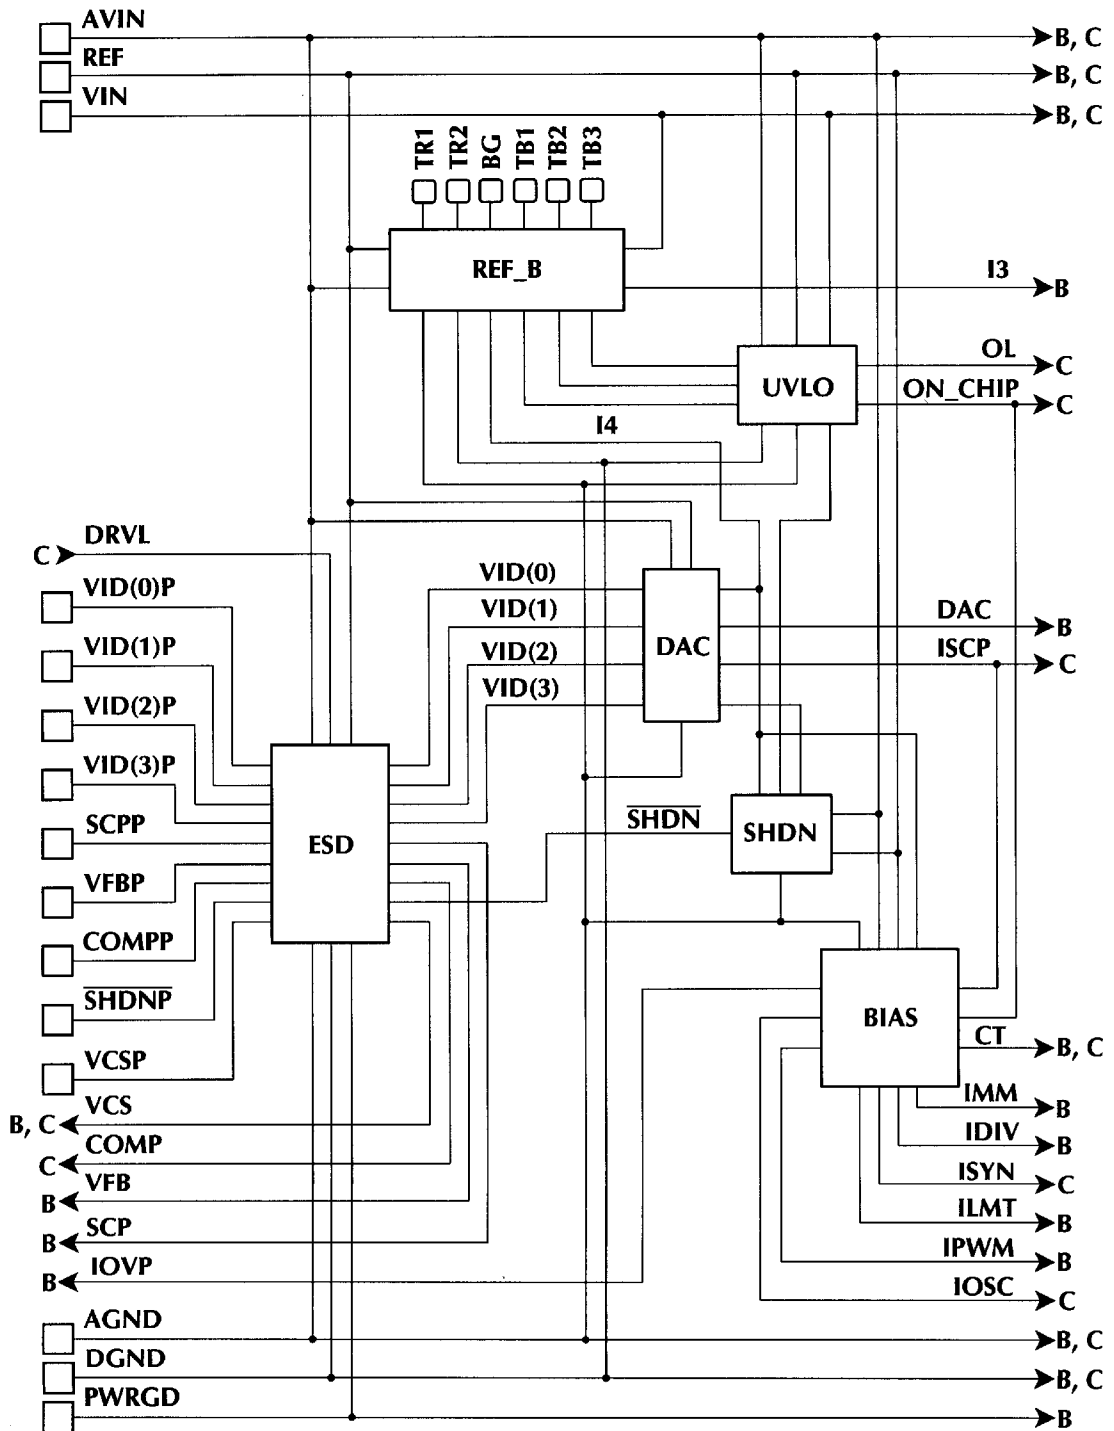 AVIN
B, C
REF
B, C
VIN
B, C
TR1
TR2
BG
TB1
TB2
TB3
REF_B
I3
B
OL
C
UVLO
ON_CHIP
C
I4
C
DRVL
VID(0)P
VID(1)P
VID(2)P
VID(3)P
SCPP
VFBP
COMPP
SHDNP
VCSP
VID(0)
VID(1)
VID(2)
VID(3)
DAC
DAC
B
ISCP
C
ESD
SHDN
SHDN
BIAS
CT
B, C
IMM
B
IDIV
B
ISYN
C
ILMT
B
IPWM
B
IOSC
C
B, C
VCS
C
COMP
B
VFB
B
SCP
B
IOVP
AGND
B, C
DGND
B, C
PWRGD
B